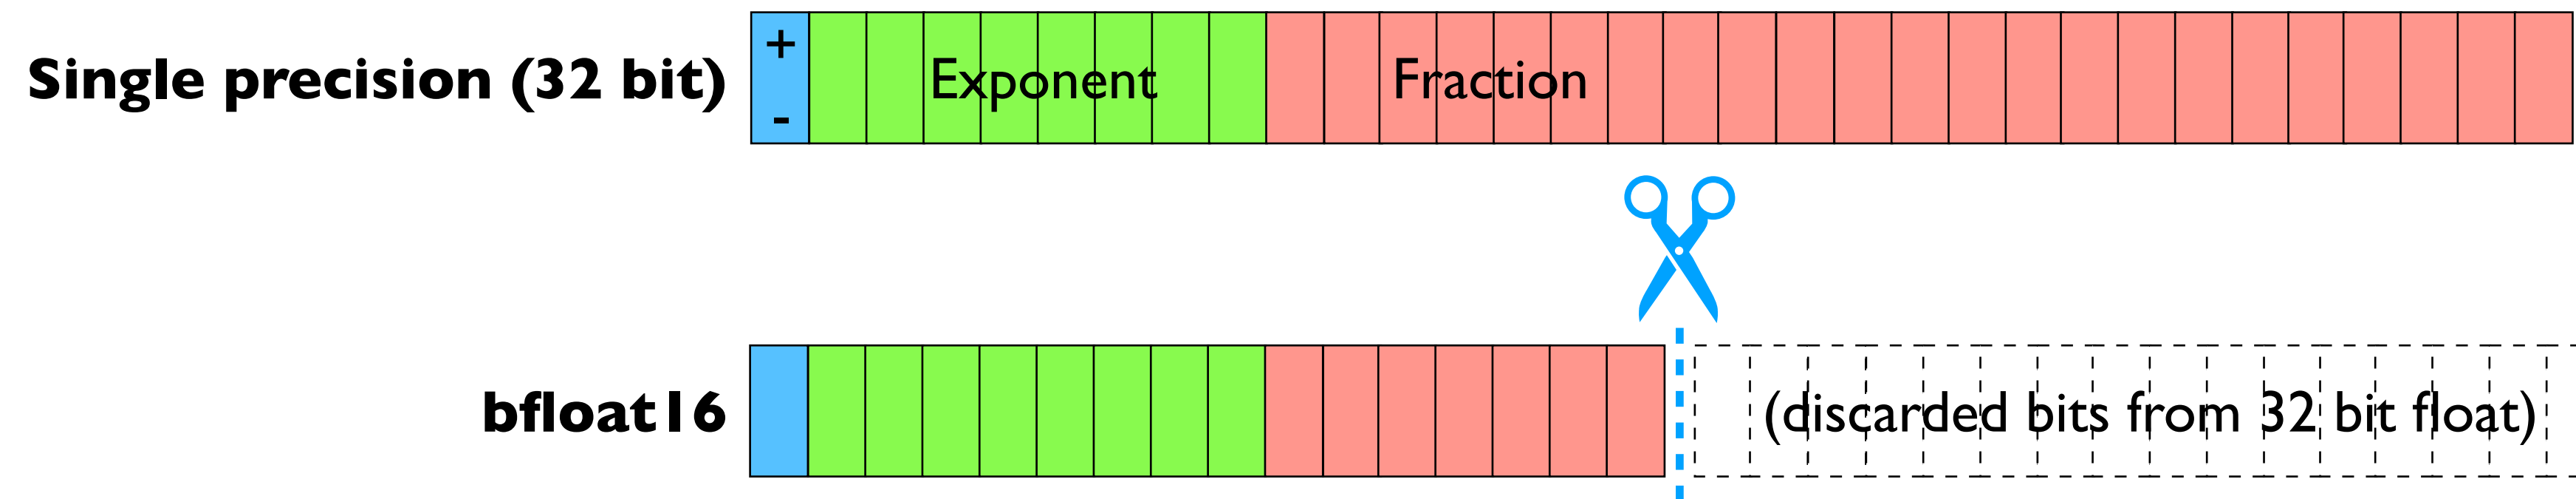 Single precision (32 bit)
+
-
Exponent
Fraction
bfloat16
(discarded bits from 32 bit float)